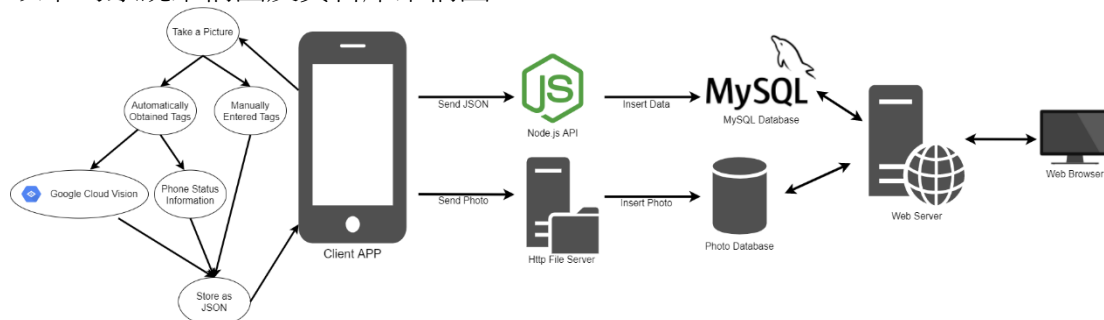 Take a Picture
Automatically
Obtained Tags
Manually
Entered Tags
Google Cloud Vision
Phone Status
Information
Store as
JSON
Client APP
Send JSON
Send Photo
JS
Node.js API
Http File Server
Insert Data
Insert Photo
MySQL
MySQL Database
Photo Database
Web Server
Web Browser